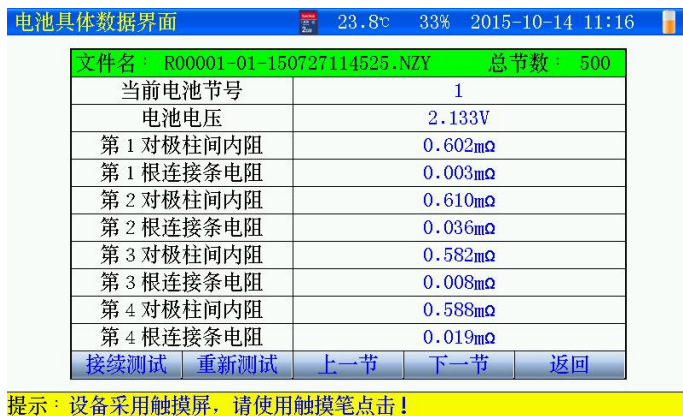 电池具体数据界面 23.8℃ 33% 2015-10-14 11:16
文件名：R00001-01-150727114525.NZY 总节数：500
当前电池节号 1
电池电压 2.133V
第1对极柱间内阻 0.602mΩ
第1根连接条电阻 0.003mΩ
第2对极柱间内阻 0.610mΩ
第2根连接条电阻 0.036mΩ
第3对极柱间内阻 0.582mΩ
第3根连接条电阻 0.008mΩ
第4对极柱间内阻 0.588mΩ
第4根连接条电阻 0.019mΩ
接续测试 重新测试 上一节 下一节 返回
提示：设备采用触摸屏，请使用触摸笔点击！